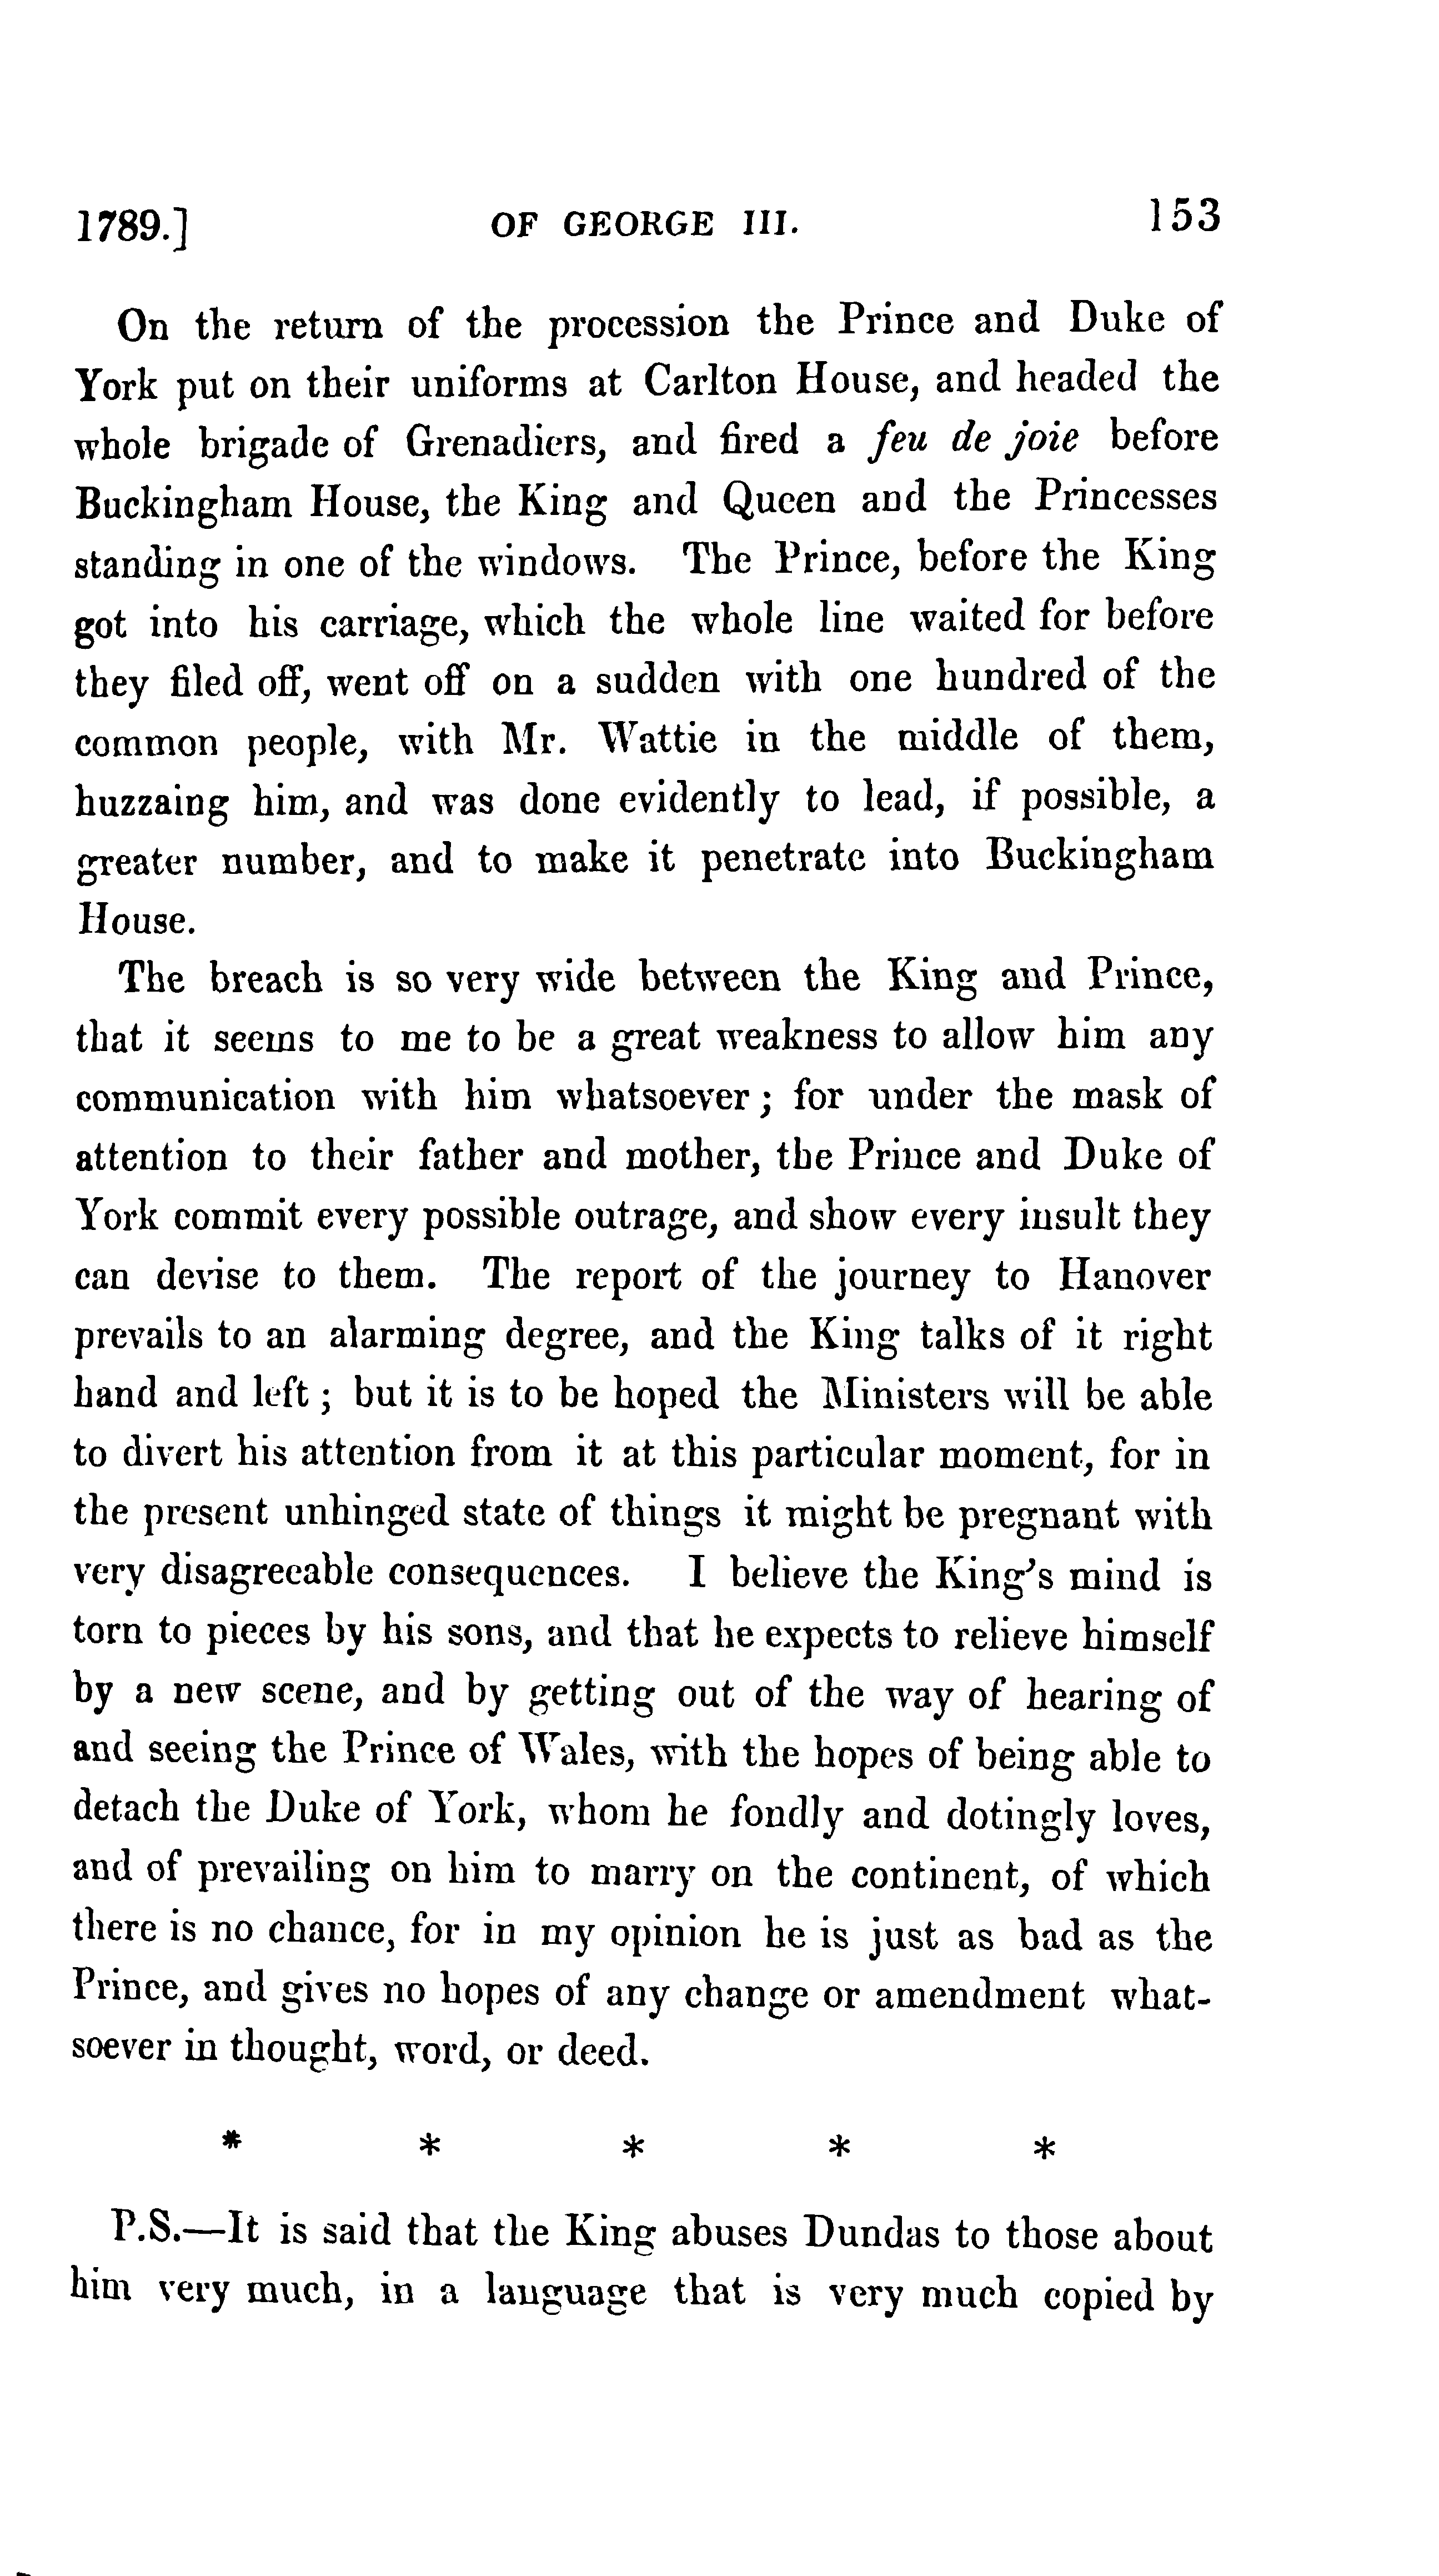 1789.] OF GEORGE III. 153
On the return of the procession the Prince and Duke of
York put on their uniforms at Carlton House, and headed the
whole brigade of Grenadiers, and fired a feu de joie before
Buckingham House, the King and Queen and the Princesses
standing in one of the windows. The Prince, before the King
got into his carriage, which the whole line waited for before
they filed off, went off on a sudden with one hundred of the
common people, with Mr. Wattie in the middle of them,
huzzaing him, and was done evidently to lead, if possible, a
greater number, and to make it penetrate into Buckingham
House.
The breach is so very wide between the King and Prince,
that it seems to me to be a great weakness to allow him any
communication with him whatsoever; for under the mask of
attention to their father and mother, the Prince and Duke of
York commit every possible outrage, and show every insult they
can devise to them. The report of the journey to Hanover
prevails to an alarming degree, and the King talks of it right
hand and left; but it is to be hoped the Ministers will be able
to divert his attention from it at this particular moment, for in
the present unhinged state of things it might be pregnant with
very disagreeable consequences. I believe the King's mind is
torn to pieces by his sons, and that he expects to relieve himself
by a new scene, and by getting out of the way of hearing of
and seeing the Prince of Wales, with the hopes of being able to
detach the Duke of York, whom he fondly and dotingly loves,
and of prevailing on him to marry on the continent, of which
there is no chance, for in my opinion he is just as bad as the
Prince, and gives no hopes of any change or amendment what-
soever in thought, word, or deed.
* * * * *
P.S.—It is said that the King abuses Dundas to those about
him very much, in a language that is very much copied by